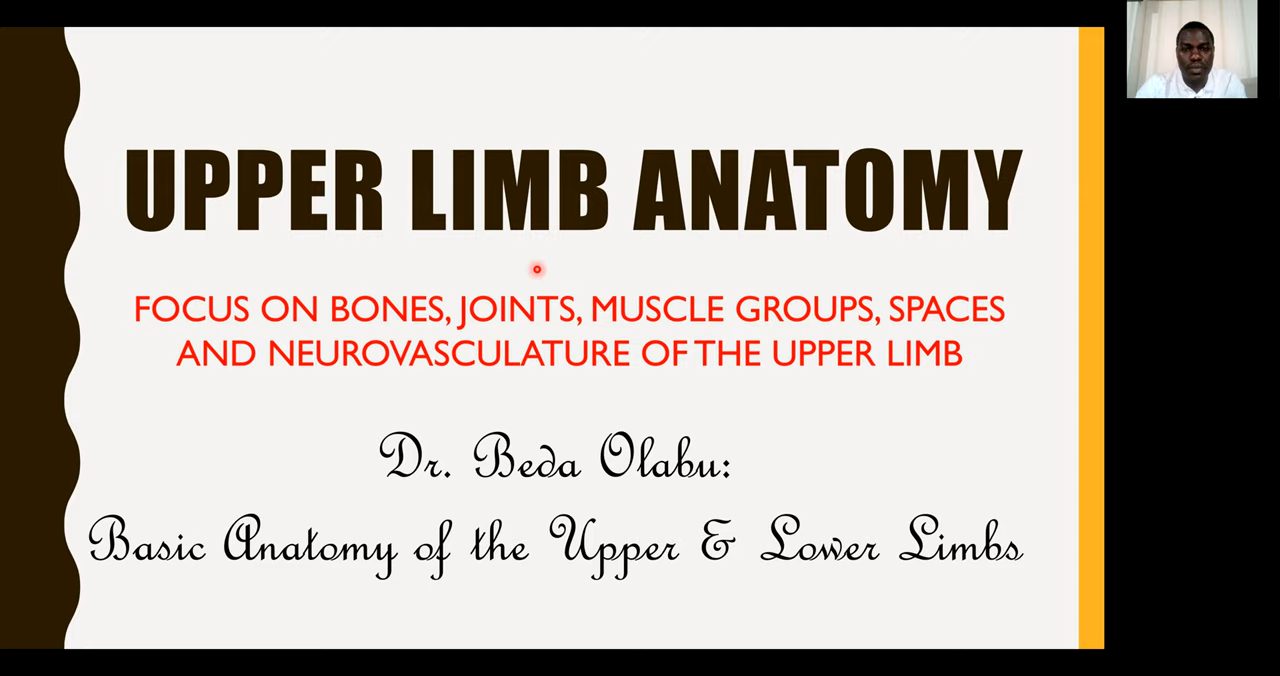 UPPER LIMB ANATOMY
FOCUS ON BONES, JOINTS, MUSCLE GROUPS, SPACES
AND NEUROVASCULATURE OF THE UPPER LIMB
Dr. Beda Olabu:
Basic Anatomy of the Upper & Lower Limbs